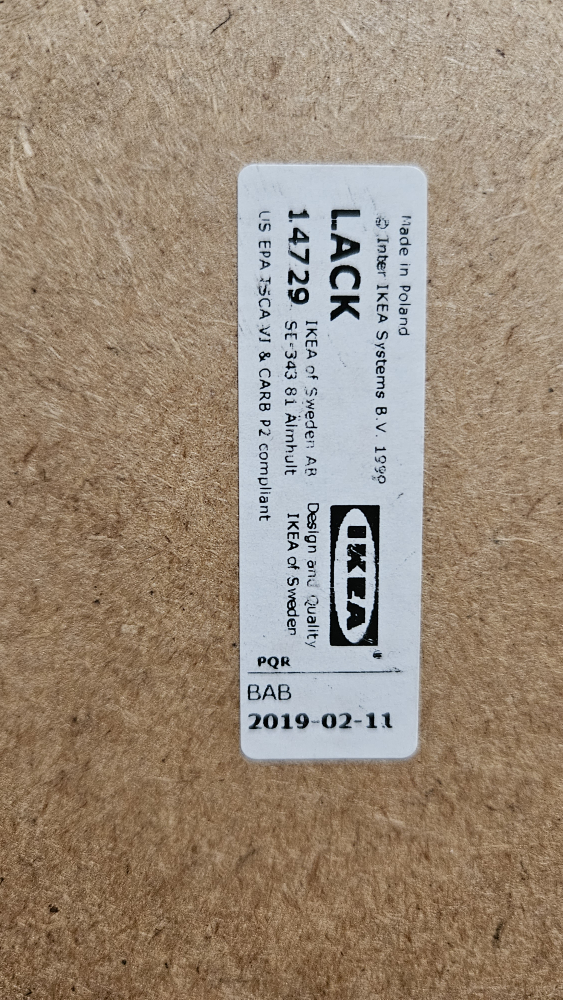 Made in Poland
© Inter IKEA Systems B.V. 1999
LACK
IKEA®
14729
IKEA of Sweden AB
SE-343 81 Älmhult
Design and Quality
IKEA of Sweden
US EPA TSCA VI & CARB P2 compliant
PQR
BAB
2019-02-11